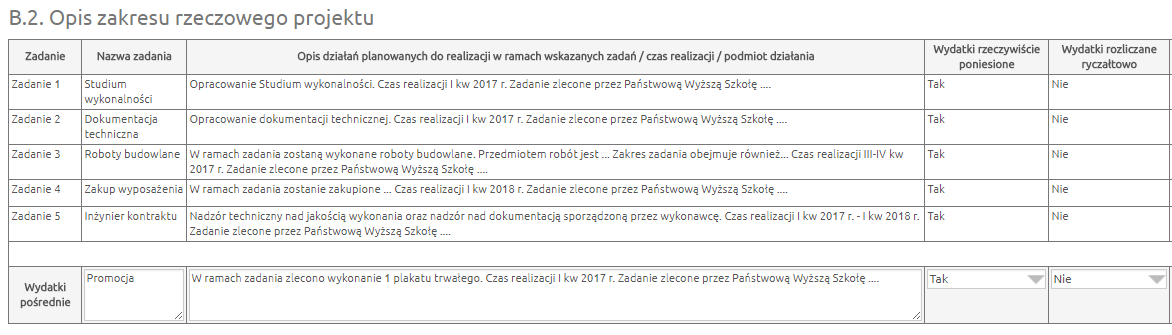 B.2. Opis zakresu rzeczowego projektu
Zadanie Nazwa zadania Opis działań planowanych do realizacji w ramach wskazanych zadań / czas realizacji / podmiot działania Wydatki rzeczywiście poniesione Wydatki rozliczane ryczałtowo
Zadanie 1 Studium wykonalności Opracowanie Studium wykonalności. Czas realizacji I kw 2017 r. Zadanie zlecone przez Państwową Wyższą Szkołę .... Tak Nie
Zadanie 2 Dokumentacja techniczna Opracowanie dokumentacji technicznej. Czas realizacji I kw 2017 r. Zadanie zlecone przez Państwową Wyższą Szkołę .... Tak Nie
Zadanie 3 Roboty budowlane W ramach zadania zostaną wykonane roboty budowlane. Przedmiotem robót jest ... Zakres zadania obejmuje również... Czas realizacji III-IV kw
2017 r. Zadanie zlecone przez Państwową Wyższą Szkołę .... Tak Nie
Zadanie 4 Zakup wyposażenia W ramach zadania zostanie zakupione ... Czas realizacji I kw 2018 r. Zadanie zlecone przez Państwową Wyższą Szkołę .... Tak Nie
Zadanie 5 Inżynier kontraktu Nadzór techniczny nad jakością wykonania oraz nadzór nad dokumentacją sporządzoną przez wykonawcę. Czas realizacji I kw 2017 r. - I kw 2018 r.
Zadanie zlecone przez Państwową Wyższą Szkołę .... Tak Nie
Wydatki pośrednie Promocja W ramach zadania zlecono wykonanie 1 plakatu trwałego. Czas realizacji I kw 2017 r. Zadanie zlecone przez Państwową Wyższą Szkołę .... Tak Nie